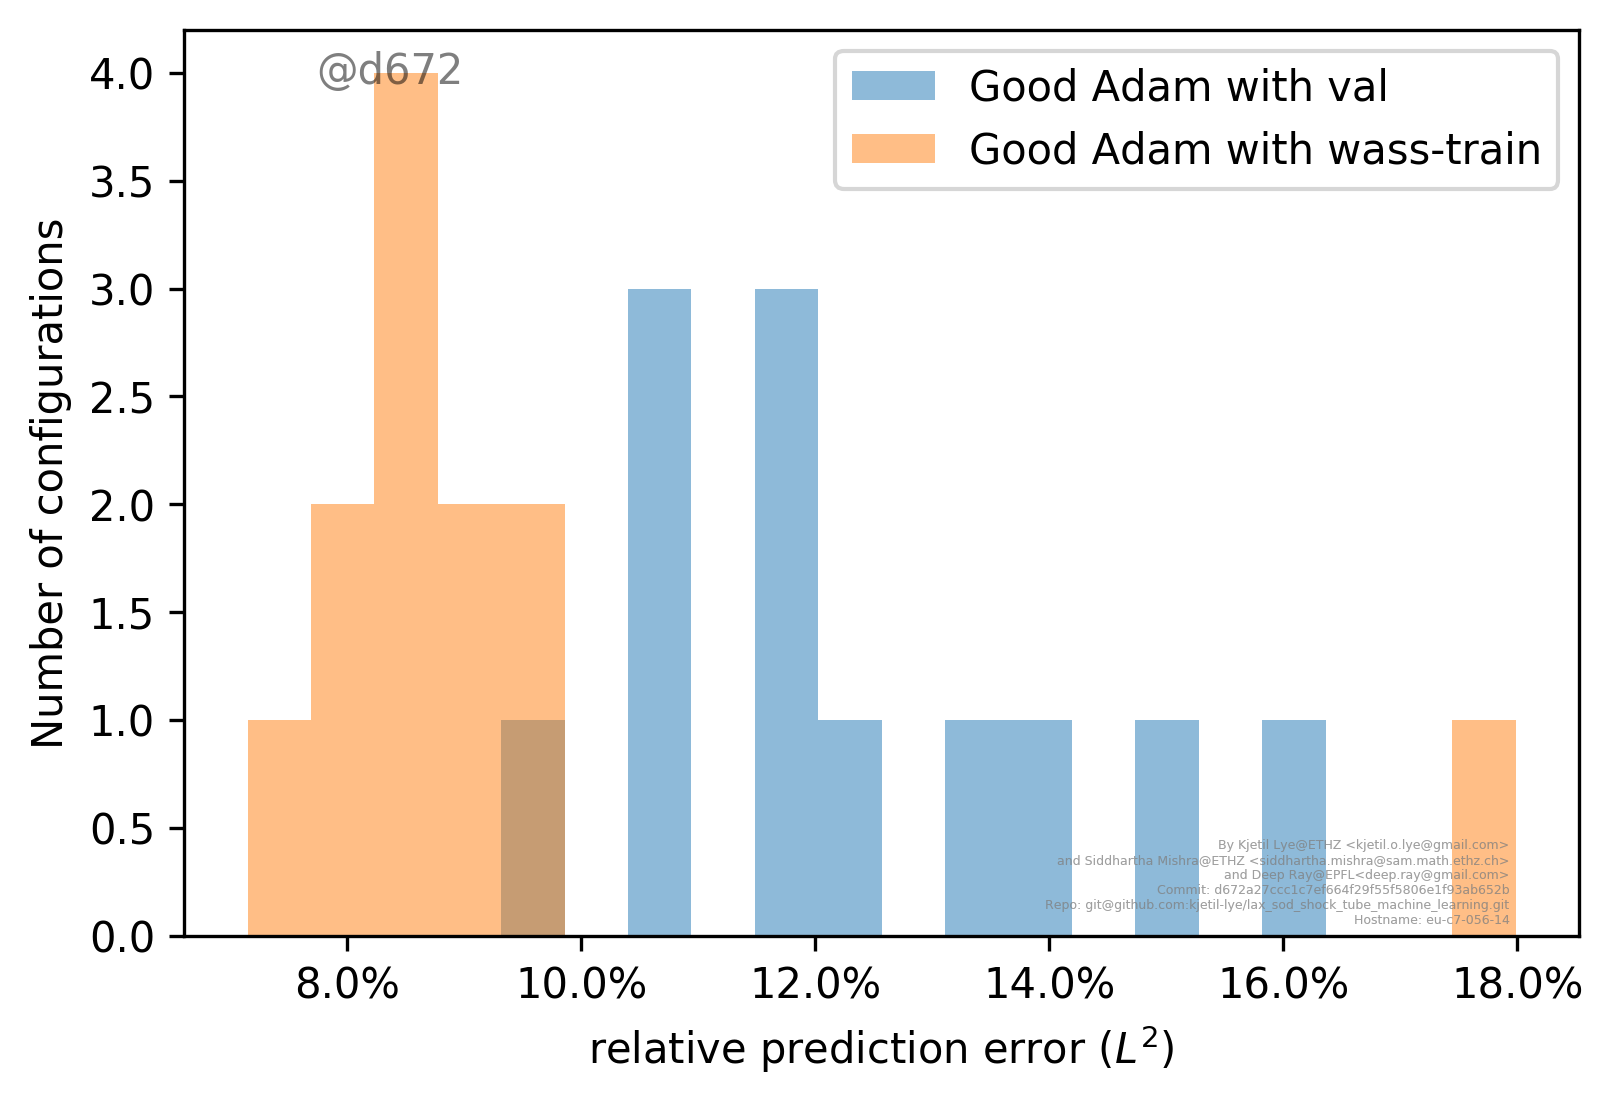 @d672
Good Adam with val
Good Adam with wass-train
4.0
3.5
3.0
2.5
2.0
1.5
1.0
0.5
0.0
Number of configurations
By Kjetil Lye@ETHZ <kjetil.o.lye@gmail.com>
and Siddhartha Mishra@ETHZ <siddhartha.mishra@sam.math.ethz.ch>
and Deep Ray@EPFL<deep.ray@gmail.com>
Commit: d672a27ccc1c7ef664f29f55f5806e1f93ab652b
Repo: git@github.com:kjetil-lye/lax_sod_shock_tube_machine_learning.git
Hostname: eu-c7-056-14
8.0% 10.0% 12.0% 14.0% 16.0% 18.0%
relative prediction error (L²)